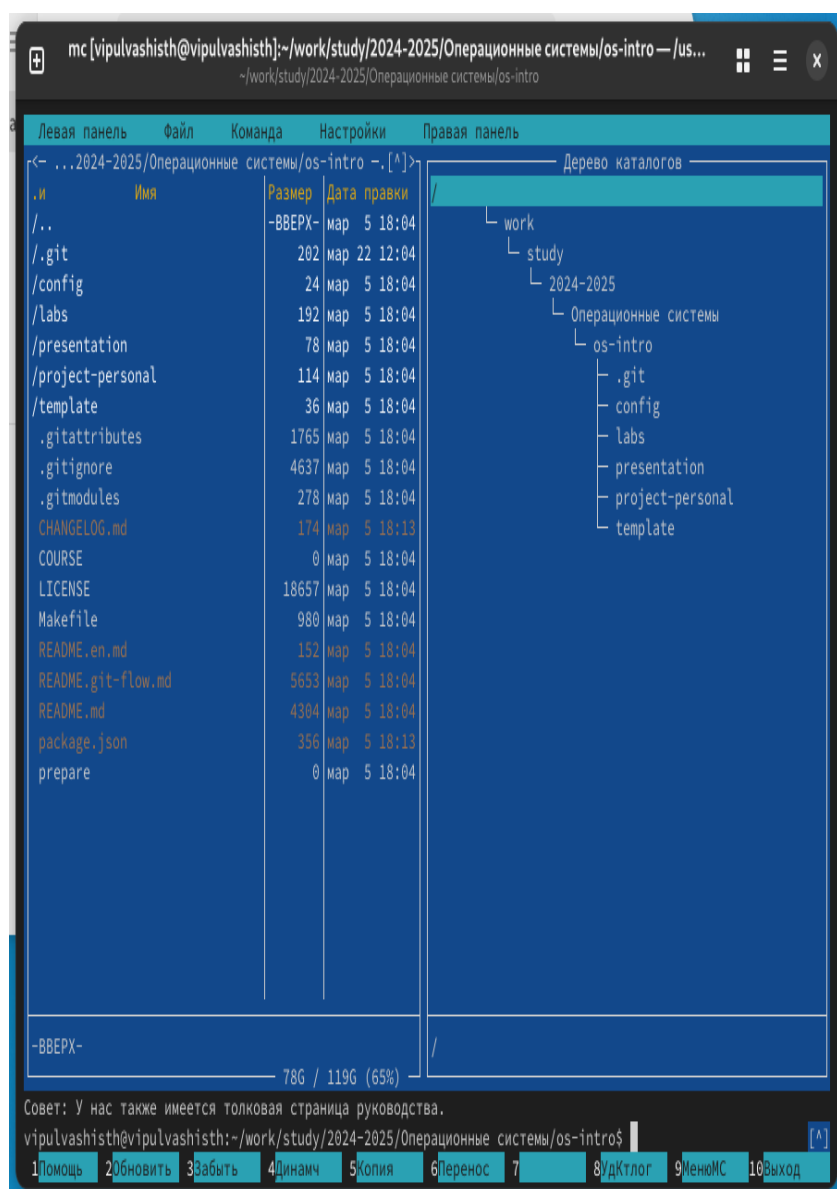 mc [vipulvashisth@vipulvashisth]:~/work/study/2024-2025/Операционные системы/os-intro — /us...
~/work/study/2024-2025/Операционные системы/os-intro
Левая панель Файл Команда Настройки Правая панель
<— ...2024-2025/Операционные системы/os-intro —.[^]> Дерево каталогов
.и Имя Размер Дата правки /
/.. -ВВЕРХ- мар 5 18:04 work
/.git 202 мар 22 12:04 study
/config 24 мар 5 18:04 2024-2025
/labs 192 мар 5 18:04 Операционные системы
/presentation 78 мар 5 18:04 os-intro
/project-personal 114 мар 5 18:04 .git
/template 36 мар 5 18:04 config
.gitattributes 1765 мар 5 18:04 labs
.gitignore 4637 мар 5 18:04 presentation
.gitmodules 278 мар 5 18:04 project-personal
CHANGELOG.md 174 мар 5 18:13 template
COURSE 0 мар 5 18:04
LICENSE 18657 мар 5 18:04
Makefile 980 мар 5 18:04
README.en.md 152 мар 5 18:04
README.git-flow.md 5653 мар 5 18:04
README.md 4304 мар 5 18:04
package.json 356 мар 5 18:13
prepare 0 мар 5 18:04
-ВВЕРХ- /
78G / 119G (65%)
Совет: У нас также имеется толковая страница руководства.
vipulvashisth@vipulvashisth:~/work/study/2024-2025/Операционные системы/os-intro$ [^]
1Помощь 2Обновить 3Забыть 4Динамч 5Копия 6Перенос 7 8УдКтлог 9МенюMC 10Выход